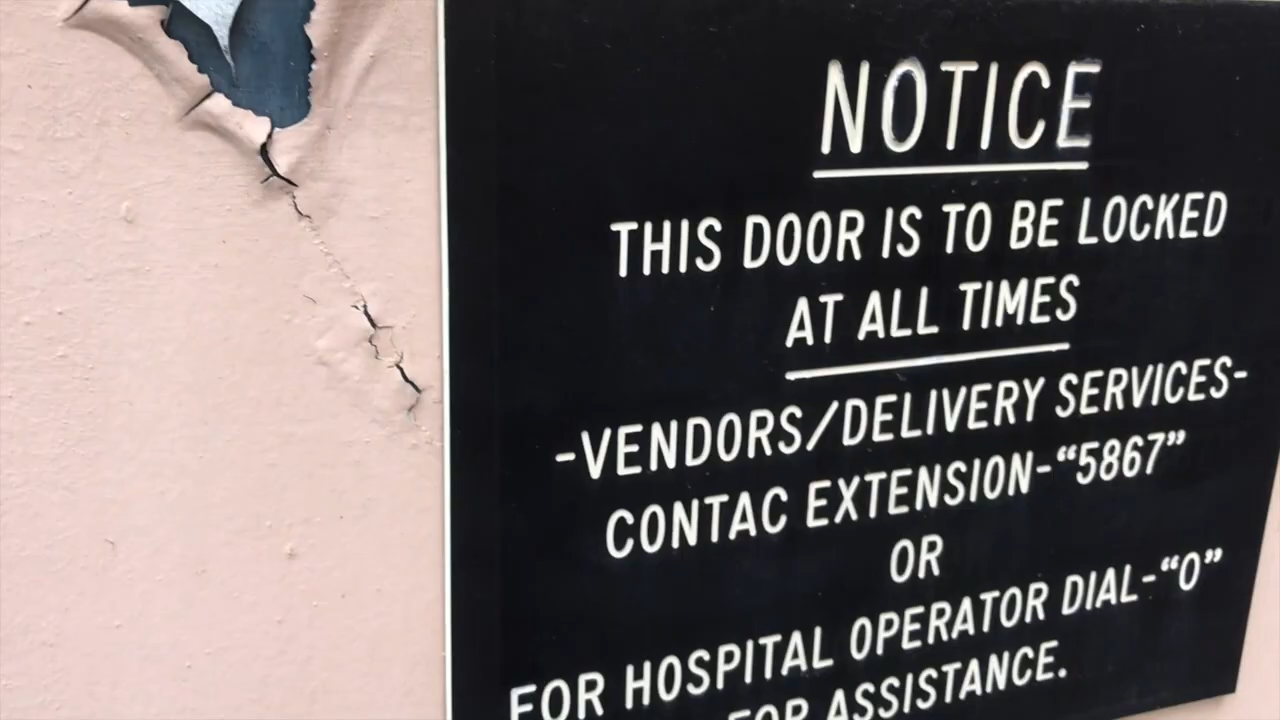 NOTICE
THIS DOOR IS TO BE LOCKED
AT ALL TIMES
-VENDORS/DELIVERY SERVICES-
CONTAC EXTENSION-“5867”
OR
FOR HOSPITAL OPERATOR DIAL-“0”
FOR ASSISTANCE.